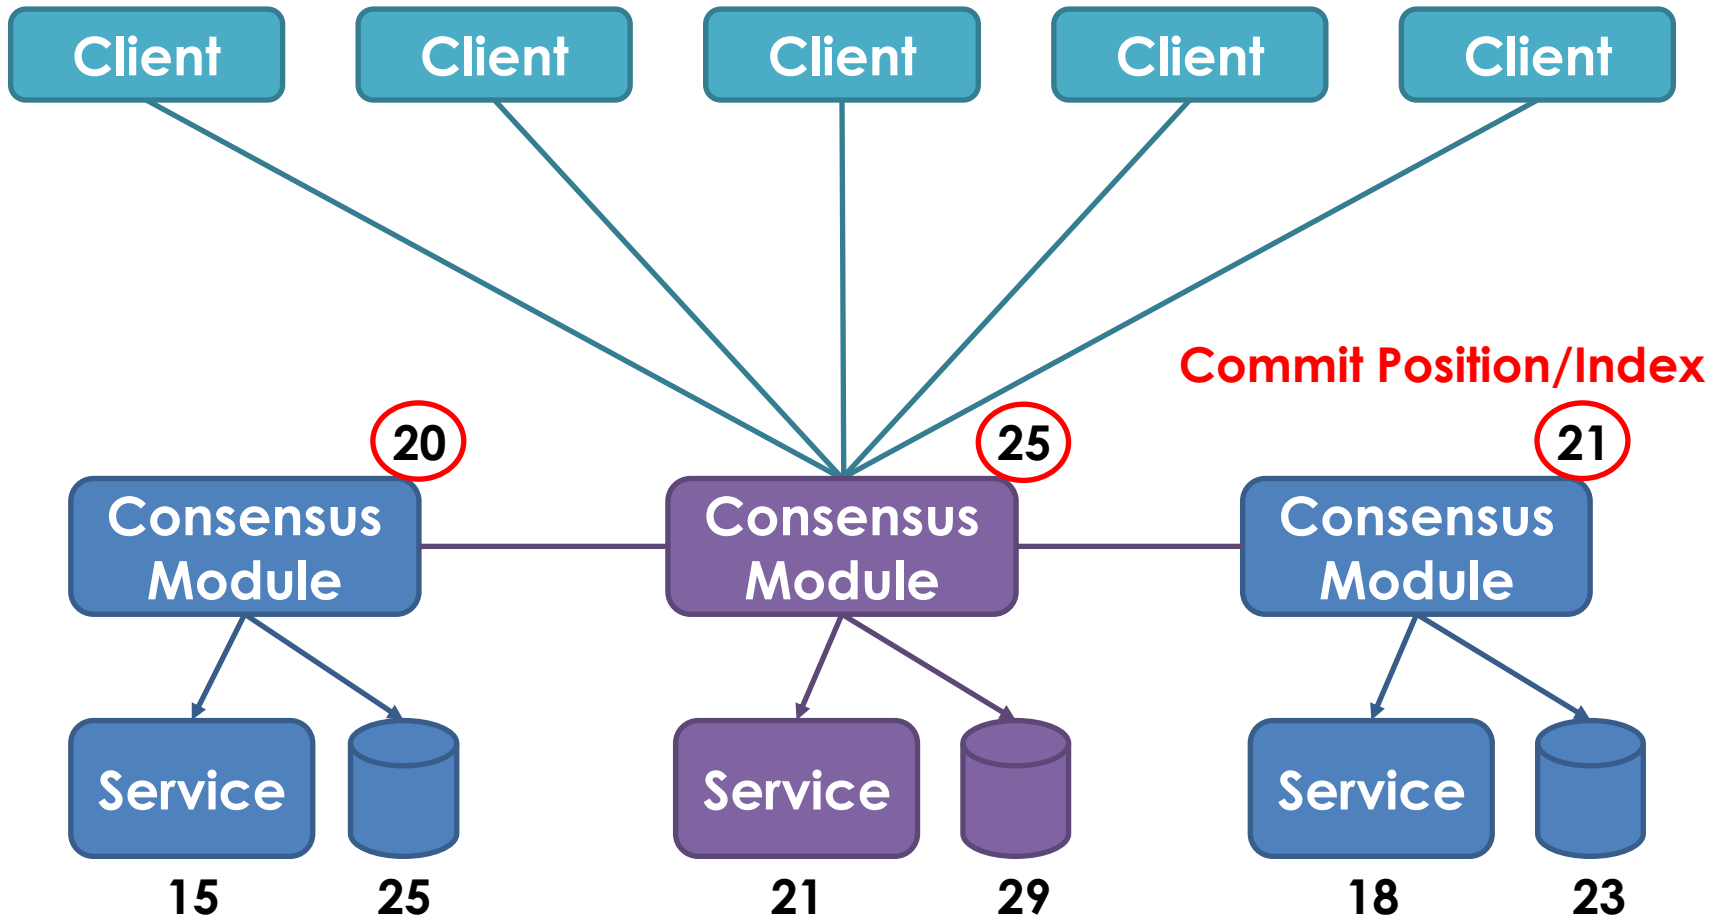 Client
Client
Client
Client
Client
Commit Position/Index
20
25
21
Consensus
Module
Consensus
Module
Consensus
Module
Service
Service
Service
15
25
21
29
18
23